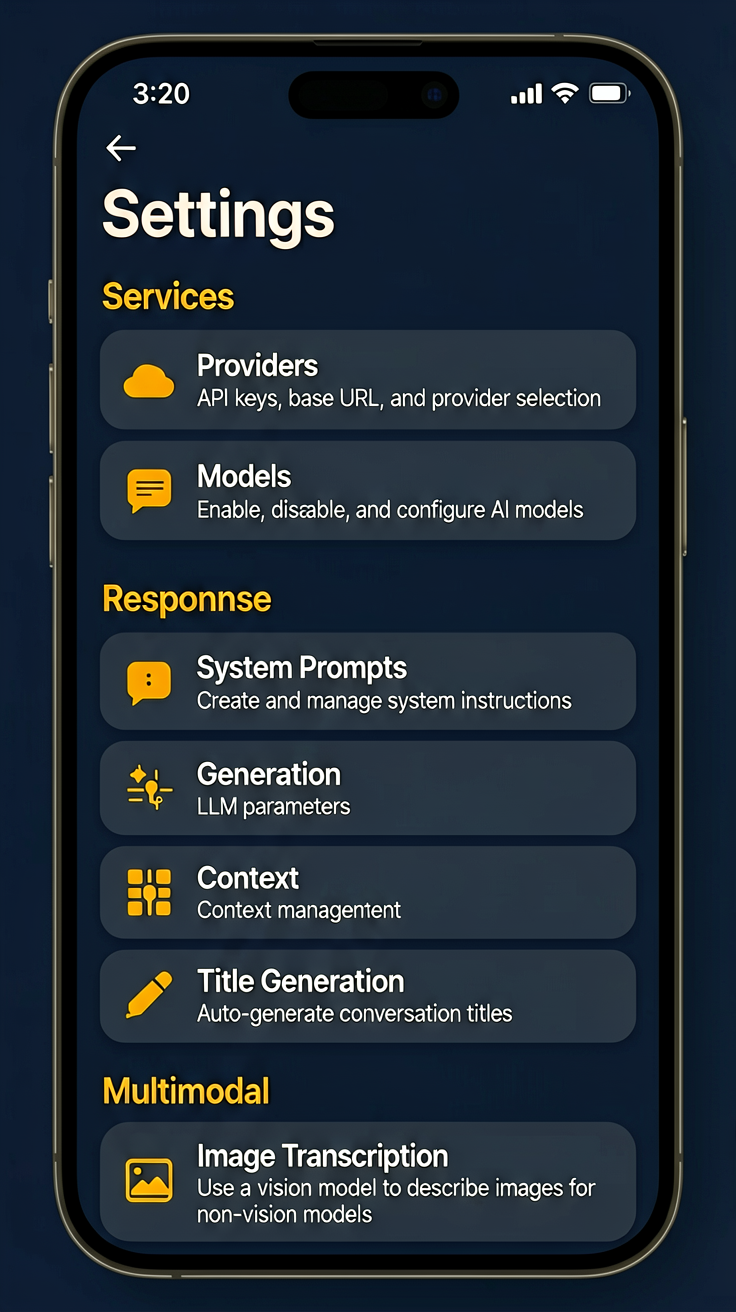 3:20
Settings
Services
Providers
API keys, base URL, and provider selection
Models
Enable, disable, and configure AI models
Responnse
System Prompts
Create and manage system instructions
Generation
LLM parameters
Context
Context management
Title Generation
Auto-generate conversation titles
Multimodal
Image Transcription
Use a vision model to describe images for
non-vision models